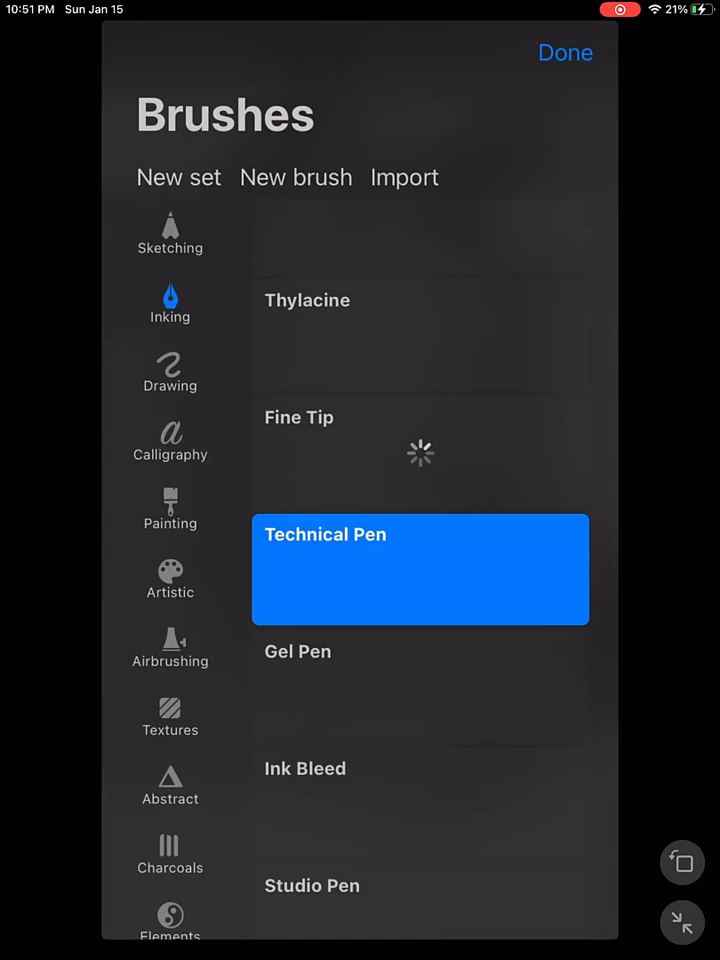 10:51 PM Sun Jan 15
21%
Done
Brushes
New set New brush Import
Sketching
Inking
Drawing
Calligraphy
Painting
Artistic
Airbrushing
Textures
Abstract
Charcoals
Elements
Thylacine
Fine Tip
Technical Pen
Gel Pen
Ink Bleed
Studio Pen